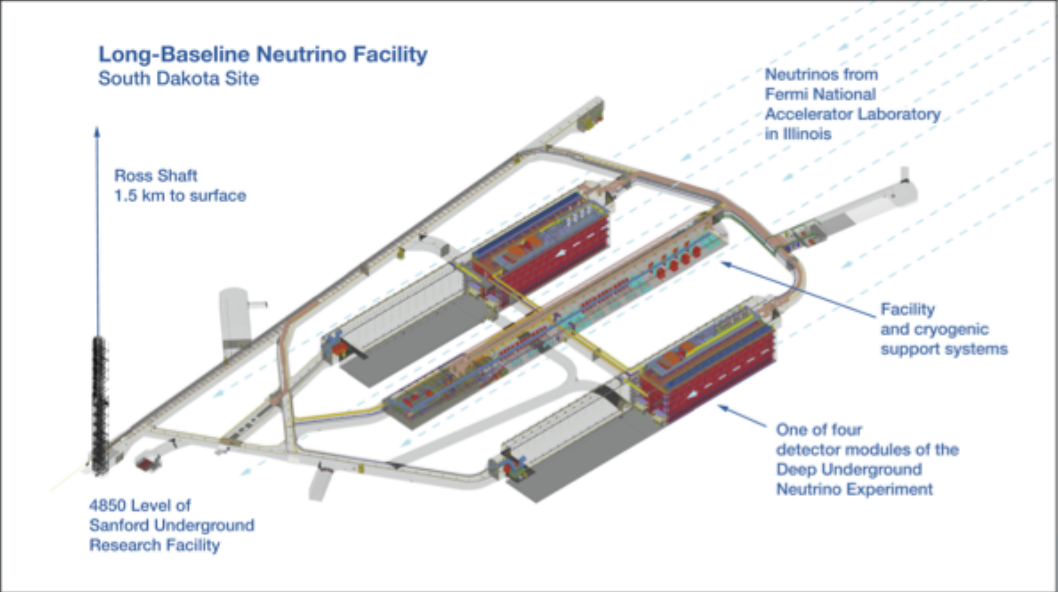 Long-Baseline Neutrino Facility
South Dakota Site
Neutrinos from
Fermi National
Accelerator Laboratory
in Illinois
Ross Shaft
1.5 km to surface
Facility
and cryogenic
support systems
One of four
detector modules of the
Deep Underground
Neutrino Experiment
4850 Level of
Sanford Underground
Research Facility